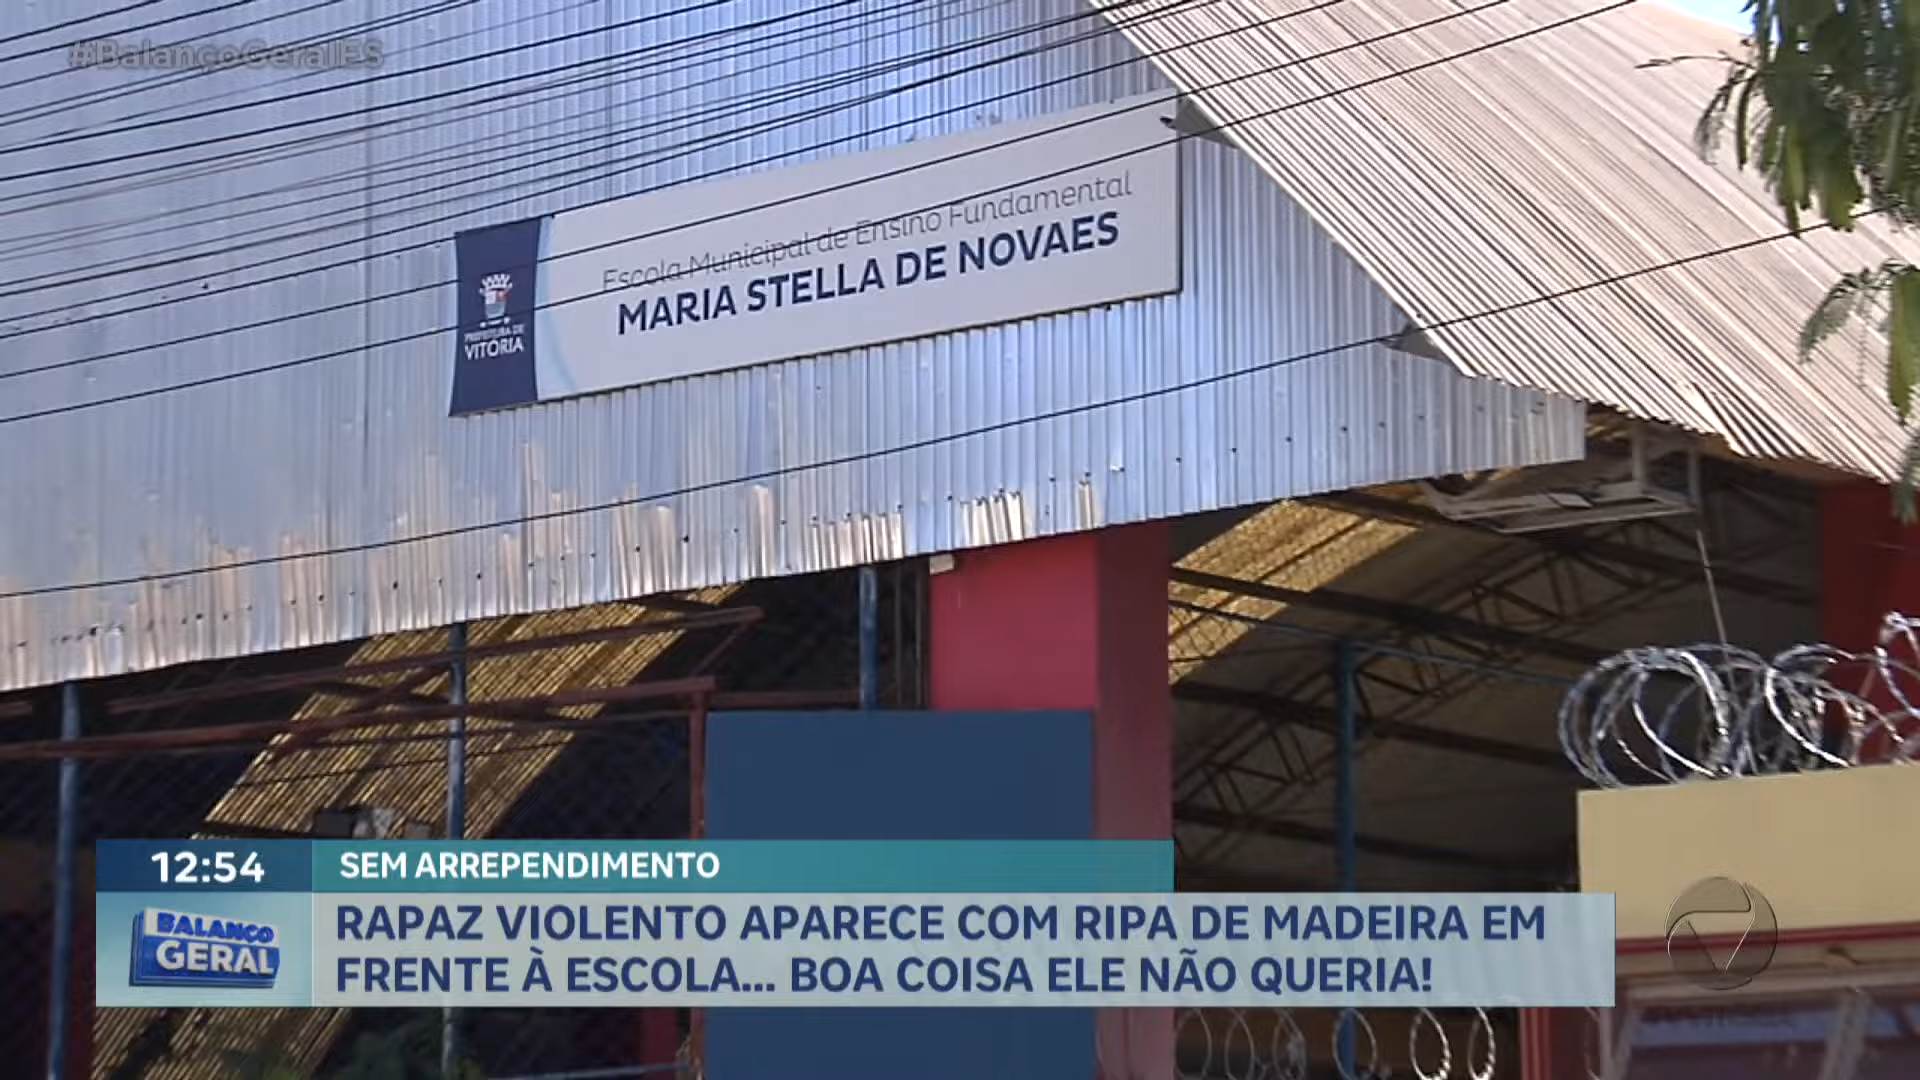 #BalançoGeralES
Escola Municipal de Ensino Fundamental
MARIA STELLA DE NOVAES
PREFEITURA DE
VITÓRIA
12:54
SEM ARREPENDIMENTO
BALANÇO
GERAL
RAPAZ VIOLENTO APARECE COM RIPA DE MADEIRA EM
FRENTE À ESCOLA... BOA COISA ELE NÃO QUERIA!